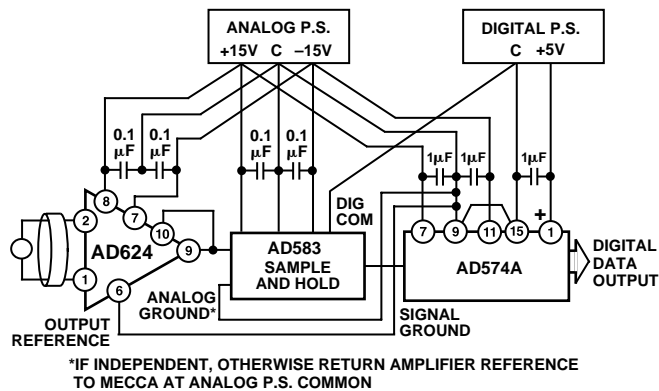 ANALOG P.S.
+15V C –15V
DIGITAL P.S.
C +5V
0.1 µF
0.1 µF
0.1 µF
0.1 µF
1µF
1µF
1µF
DIG COM
8
7
10
9
2
1
6
AD624
OUTPUT REFERENCE
AD583
SAMPLE AND HOLD
ANALOG GROUND*
7
9
11
15
+
1
AD574A
SIGNAL GROUND
DIGITAL DATA OUTPUT
*IF INDEPENDENT, OTHERWISE RETURN AMPLIFIER REFERENCE
TO MECCA AT ANALOG P.S. COMMON